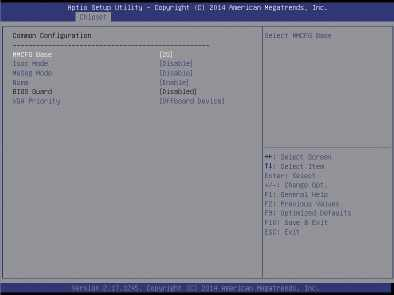 Aptio Setup Utility - Copyright (C) 2014 American Megatrends, Inc.
Chipset
Common Configuration
Select MMCFG Base
MMCFG Base [2G]
Isoc Mode [Disable]
MeSeg Mode [Disable]
Numa [Enable]
BIOS Guard [Disabled]
VGA Priority [Offboard Device]
→←: Select Screen
↑↓: Select Item
Enter: Select
+/-: Change Opt.
F1: General Help
F2: Previous Values
F9: Optimized Defaults
F10: Save & Exit
ESC: Exit
Version 2.17.1245. Copyright (C) 2014 American Megatrends, Inc.